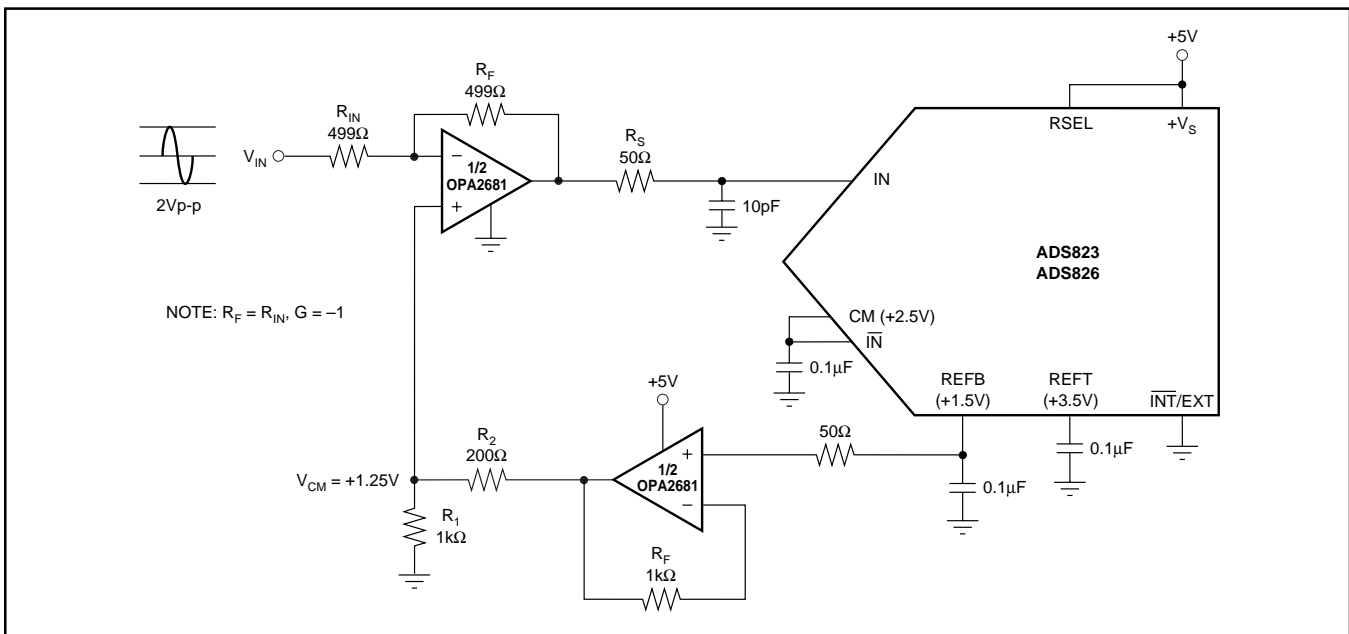 +5V
R_F
499Ω
R_IN
499Ω
V_IN
2Vp-p
−
+
1/2
OPA2681
R_S
50Ω
10pF
RSEL
+V_S
IN
ADS823
ADS826
NOTE: R_F = R_IN, G = −1
CM (+2.5V)
I̅N̅
0.1µF
REFB
(+1.5V)
REFT
(+3.5V)
I̅N̅T̅/EXT
+5V
R_2
200Ω
V_CM = +1.25V
R_1
1kΩ
+
−
1/2
OPA2681
50Ω
0.1µF
0.1µF
R_F
1kΩ